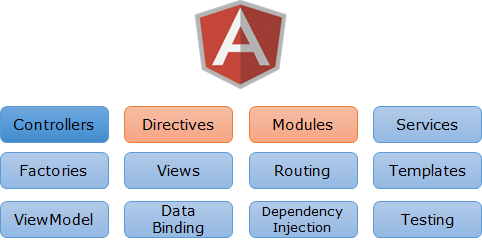 A
Controllers
Directives
Modules
Services
Factories
Views
Routing
Templates
ViewModel
Data
Binding
Dependency
Injection
Testing